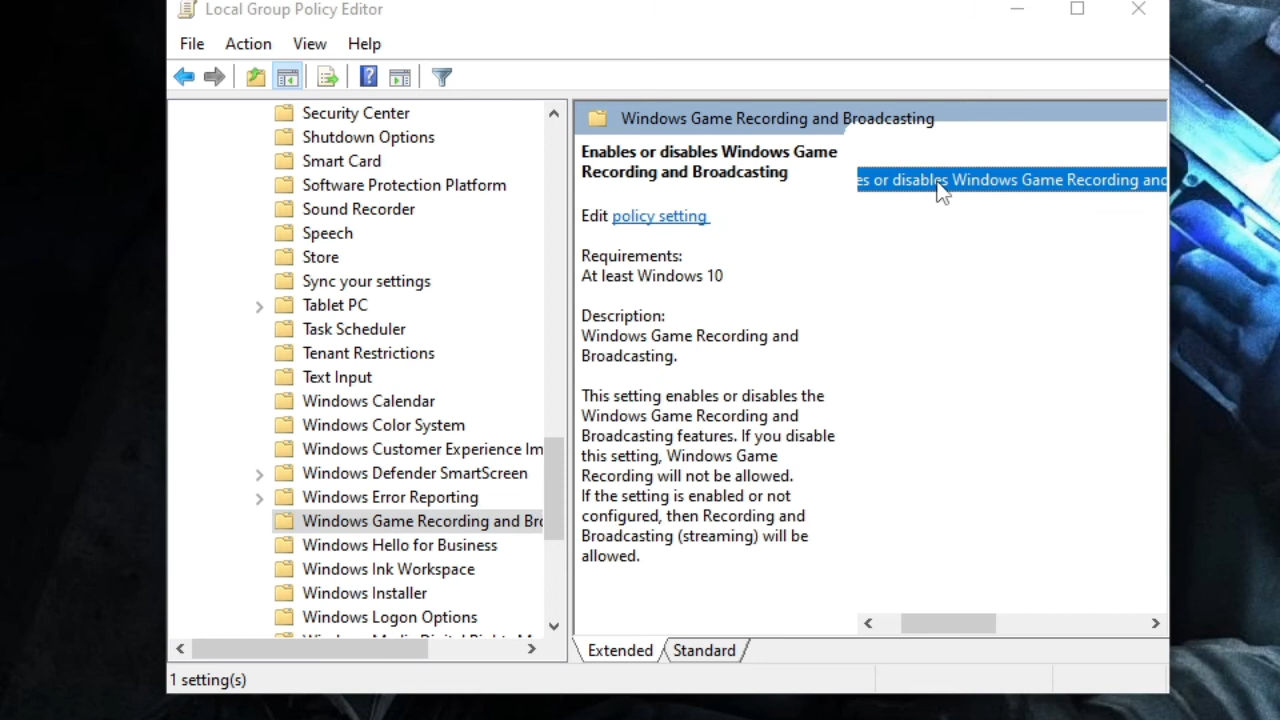 Local Group Policy Editor
File Action View Help
Security Center
Shutdown Options
Smart Card
Software Protection Platform
Sound Recorder
Speech
Store
Sync your settings
Tablet PC
Task Scheduler
Tenant Restrictions
Text Input
Windows Calendar
Windows Color System
Windows Customer Experience Im
Windows Defender SmartScreen
Windows Error Reporting
Windows Game Recording and Bro
Windows Hello for Business
Windows Ink Workspace
Windows Installer
Windows Logon Options
Windows Game Recording and Broadcasting
Enables or disables Windows Game
Recording and Broadcasting
Edit policy setting
Requirements:
At least Windows 10
Description:
Windows Game Recording and
Broadcasting.
This setting enables or disables the
Windows Game Recording and
Broadcasting features. If you disable
this setting, Windows Game
Recording will not be allowed.
If the setting is enabled or not
configured, then Recording and
Broadcasting (streaming) will be
allowed.
es or disables Windows Game Recording and
Extended Standard
1 setting(s)